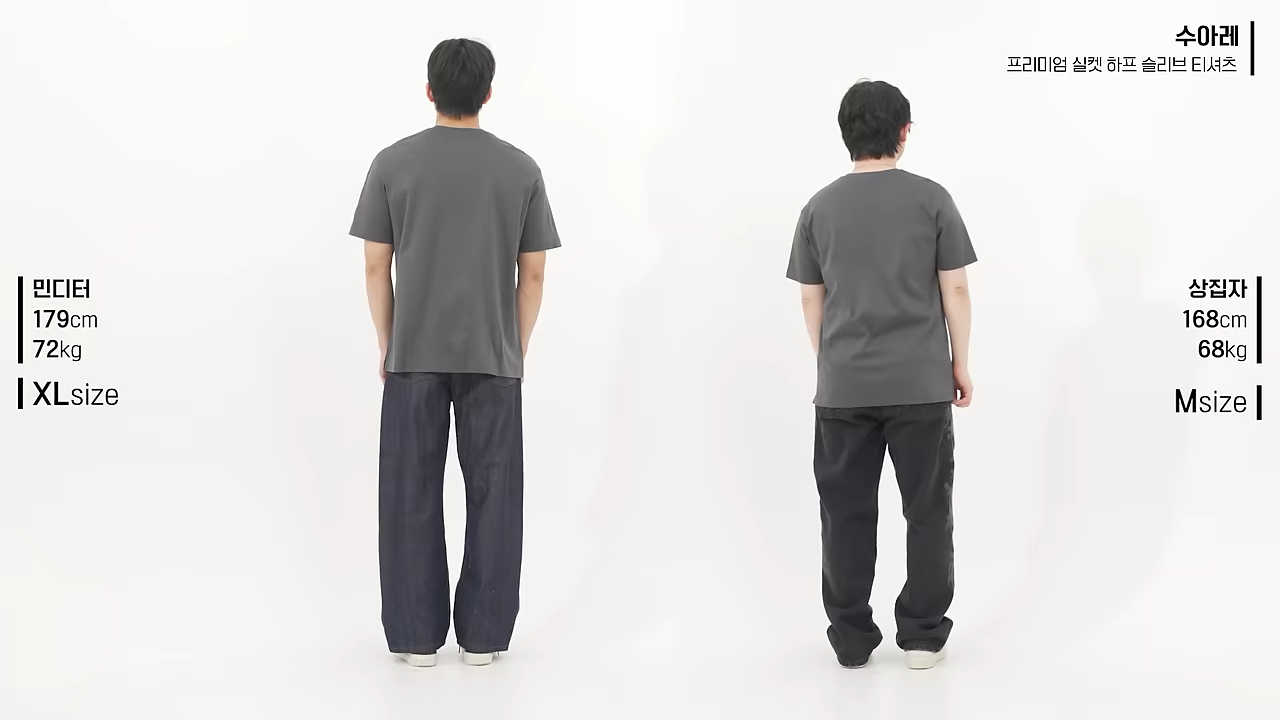 수아레
프리미엄 실켓 하프 슬리브 티셔츠
민디터
179cm
72kg
XLsize
상집자
168cm
68kg
Msize